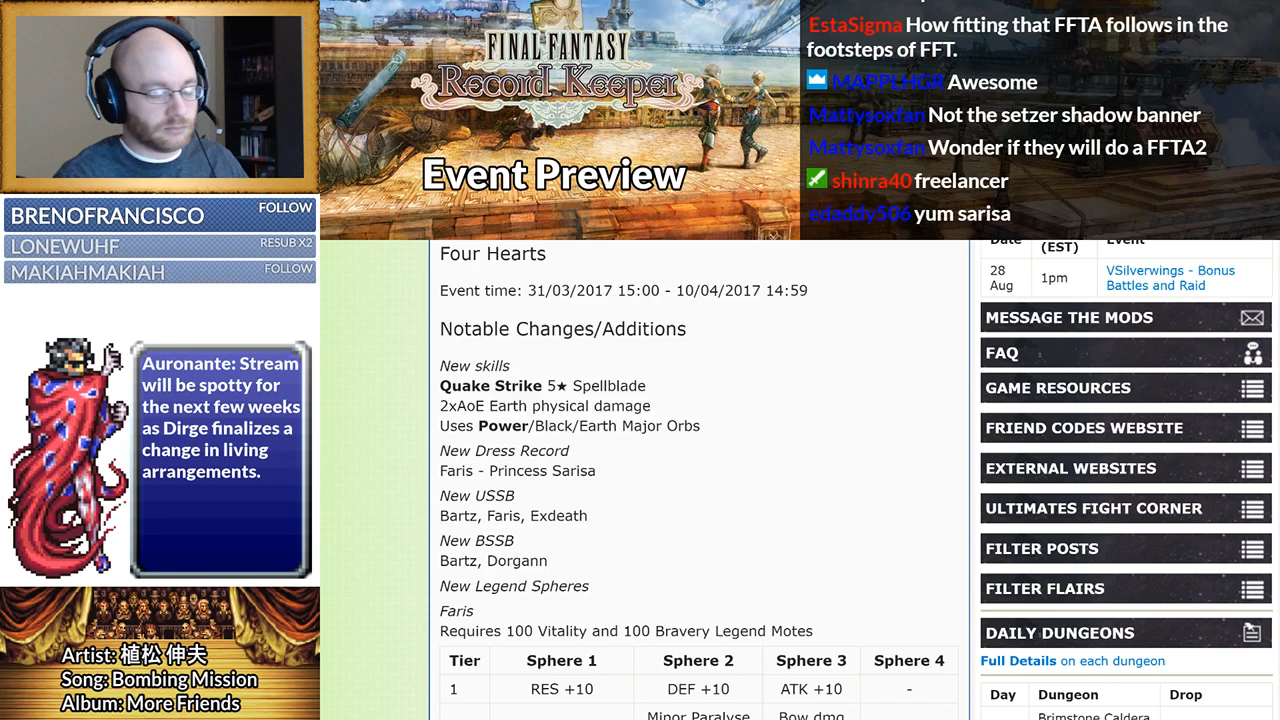 FINAL FANTASY
Record Keeper
Event Preview
EstaSigma How fitting that FFTA follows in the
footsteps of FFT.
MAPPLHGR Awesome
Mattysoxfan Not the setzer shadow banner
Mattysoxfan Wonder if they will do a FFTA2
shinra40 freelancer
edaddy506 yum sarisa
BRENOFRANCISCO FOLLOW
LONEWUHF RESUB X2
MAKIAHMAKIAH FOLLOW
Auronante: Stream
will be spotty for
the next few weeks
as Dirge finalizes a
change in living
arrangements.
Artist: 植松 伸夫
Song: Bombing Mission
Album: More Friends
Four Hearts
Event time: 31/03/2017 15:00 - 10/04/2017 14:59
Notable Changes/Additions
New skills
Quake Strike 5★ Spellblade
2xAoE Earth physical damage
Uses Power/Black/Earth Major Orbs
New Dress Record
Faris - Princess Sarisa
New USSB
Bartz, Faris, Exdeath
New BSSB
Bartz, Dorgann
New Legend Spheres
Faris
Requires 100 Vitality and 100 Bravery Legend Motes
Tier Sphere 1 Sphere 2 Sphere 3 Sphere 4
1 RES +10 DEF +10 ATK +10 -
Minor Paralyse Bow dmg
Date (EST) Event
28 Aug 1pm VSilverwings - Bonus
Battles and Raid
MESSAGE THE MODS
FAQ
GAME RESOURCES
FRIEND CODES WEBSITE
EXTERNAL WEBSITES
ULTIMATES FIGHT CORNER
FILTER POSTS
FILTER FLAIRS
DAILY DUNGEONS
Full Details on each dungeon
Day Dungeon Drop
Brimstone Caldera